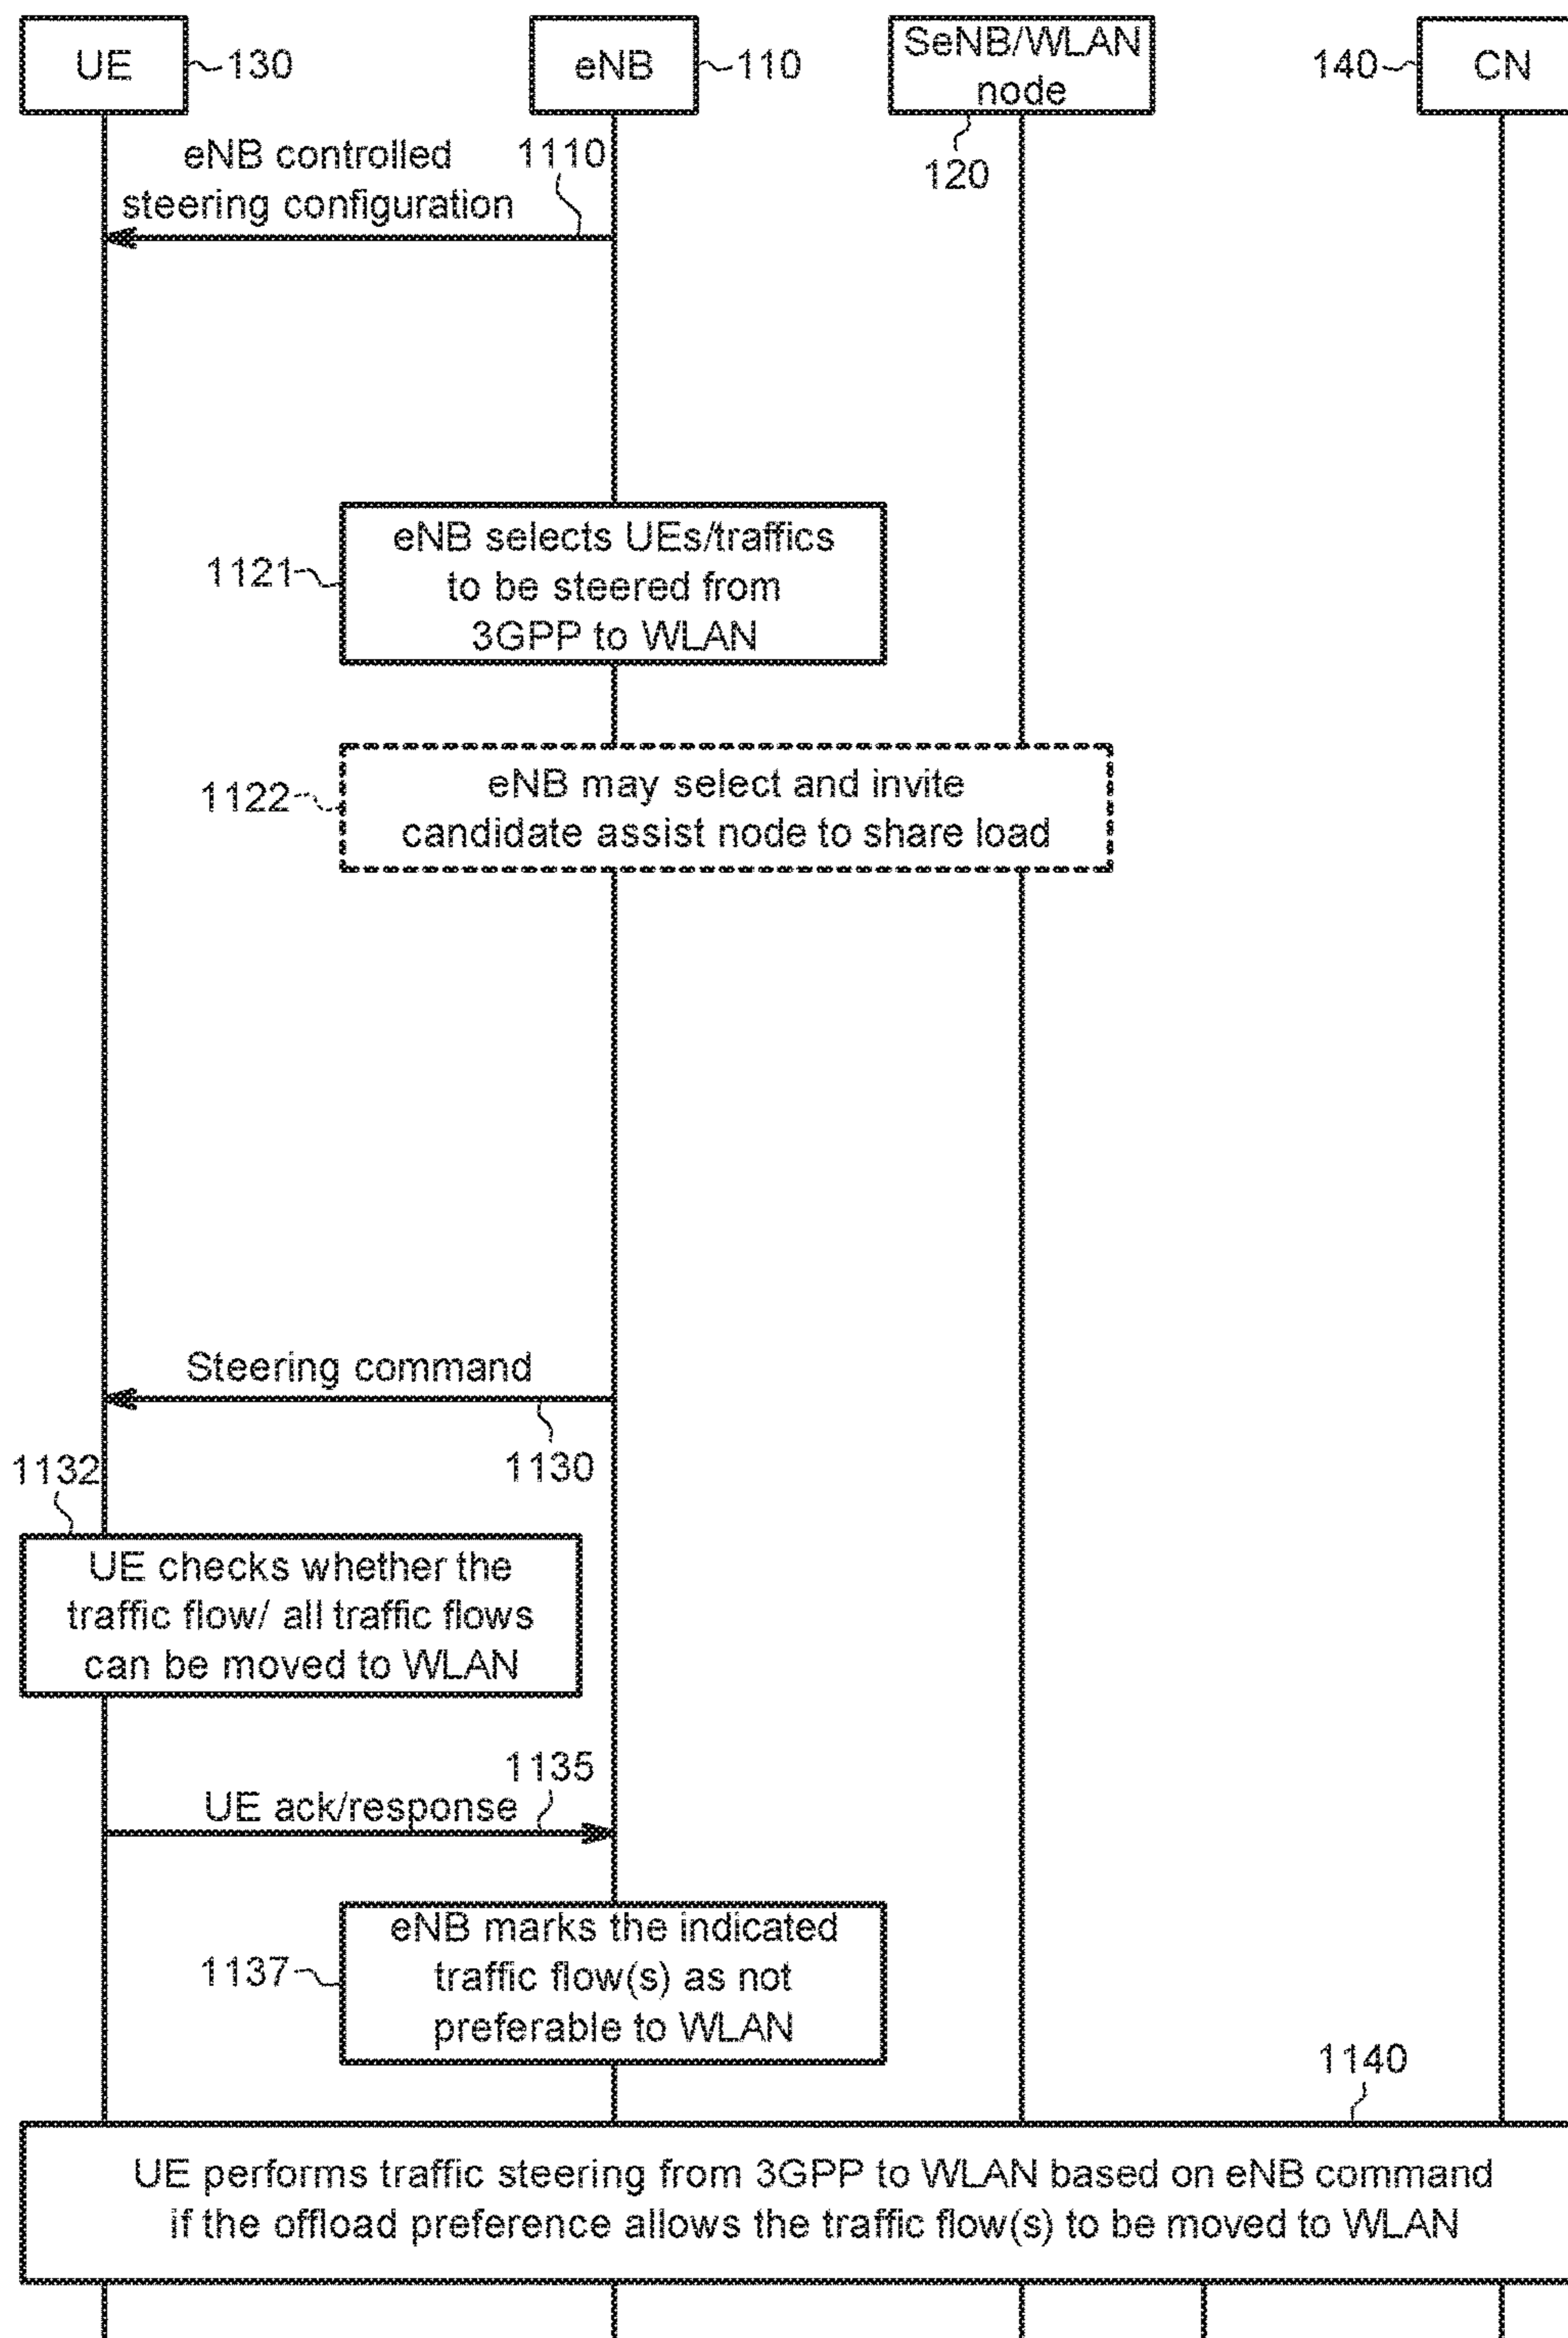 UE
130
eNB
110
SeNB/WLAN
node
120
140
CN
eNB controlled
steering configuration
1110
eNB selects UEs/traffics
to be steered from
3GPP to WLAN
1121
eNB may select and invite
candidate assist node to share load
1122
Steering command
1130
1132
UE checks whether the
traffic flow/ all traffic flows
can be moved to WLAN
1135
UE ack/response
eNB marks the indicated
traffic flow(s) as not
preferable to WLAN
1137
1140
UE performs traffic steering from 3GPP to WLAN based on eNB command
if the offload preference allows the traffic flow(s) to be moved to WLAN